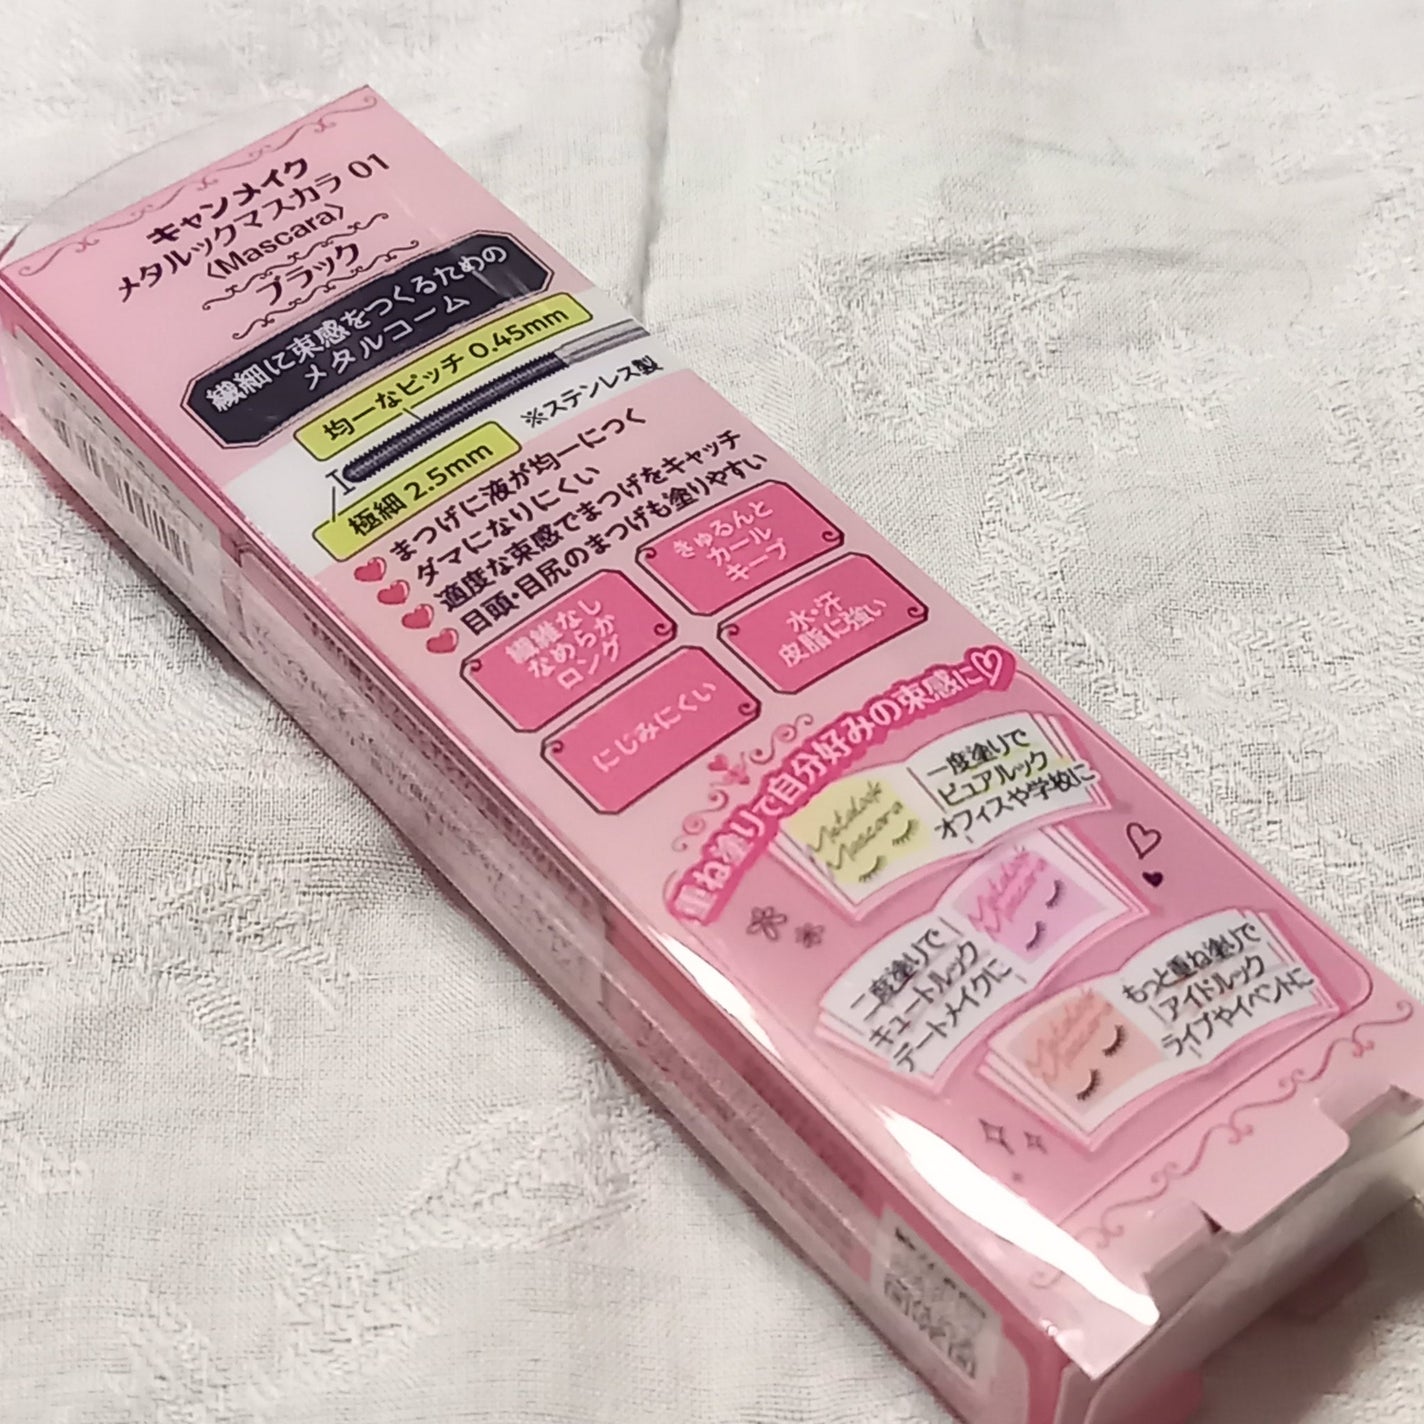 キャンメイク
メタルックマスカラ 01
〈Mascara〉
ブラック
繊細に束感をつくるための
メタルコーム
均一なピッチ 0.45mm
※ステンレス製
極細 2.5mm
まつげに液が均一につく
ダマになりにくい
適度な束感でまつげをキャッチ
目頭・目尻のまつげも塗りやすい
繊維なし
なめらか
ロング
きゅるんと
カール
キープ
にじみにくい
水・汗
皮脂に強い
重ね塗りで自分好みの束感に♡
Metalook
Mascara
一度塗りで
ピュアルック
オフィスや学校に
二度塗りで
キュートルック
デートメイクに
Metalook
Mascara
Metalook
Mascara
もっと重ね塗りで
アイドルック
ライブやイベントに